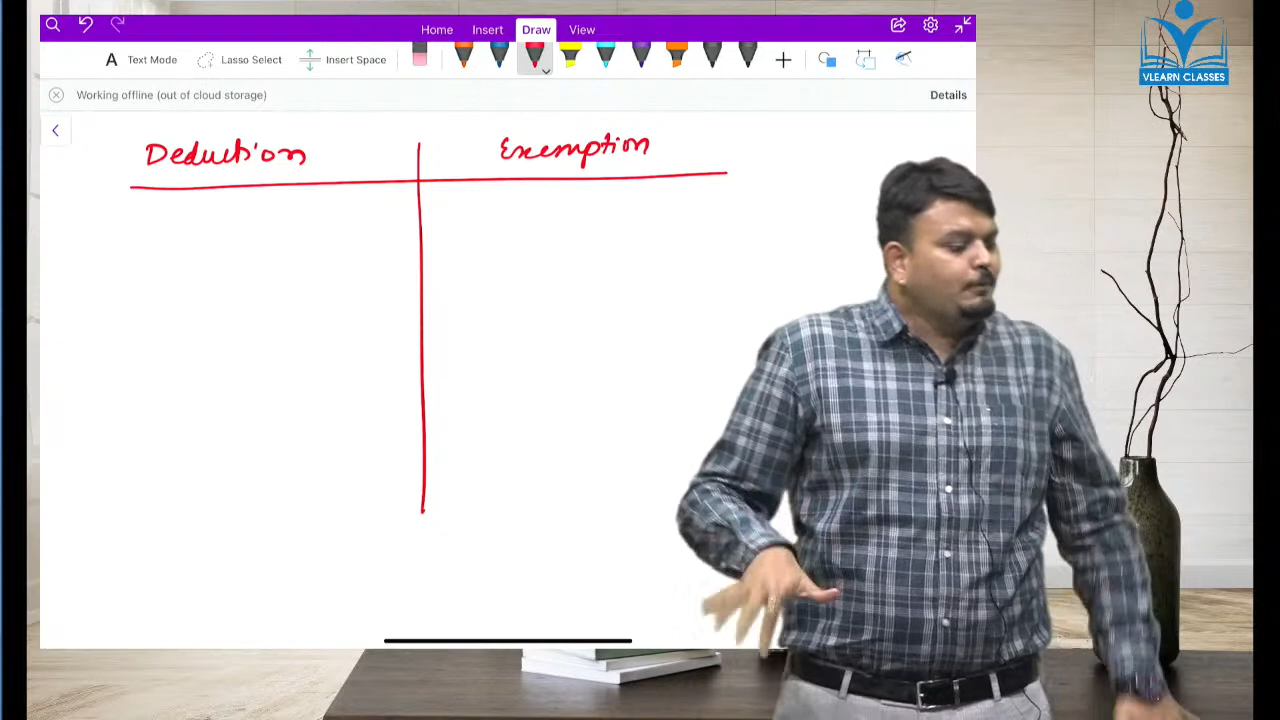 Home Insert Draw View
A Text Mode Lasso Select Insert Space
Working offline (out of cloud storage) Details
VLEARN CLASSES
Deduction Exemption